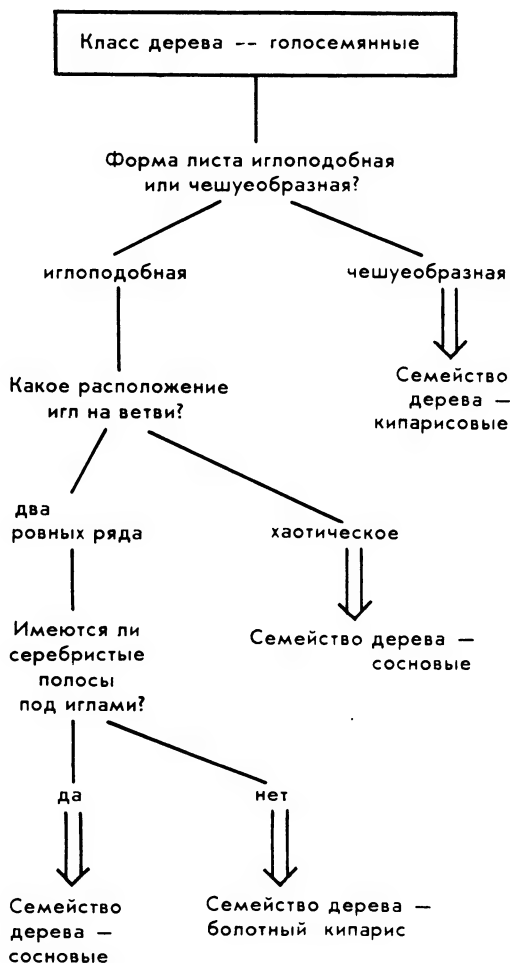 Класс дерева -- голосемянные
Форма листа иглоподобная
или чешуеобразная?
иглоподобная
чешуеобразная
Семейство
дерева —
кипарисовые
Какое расположение
игл на ветви?
два
ровных ряда
хаотическое
Семейство дерева —
сосновые
Имеются ли
серебристые
полосы
под иглами?
да
нет
Семейство
дерева —
сосновые
Семейство дерева —
болотный кипарис